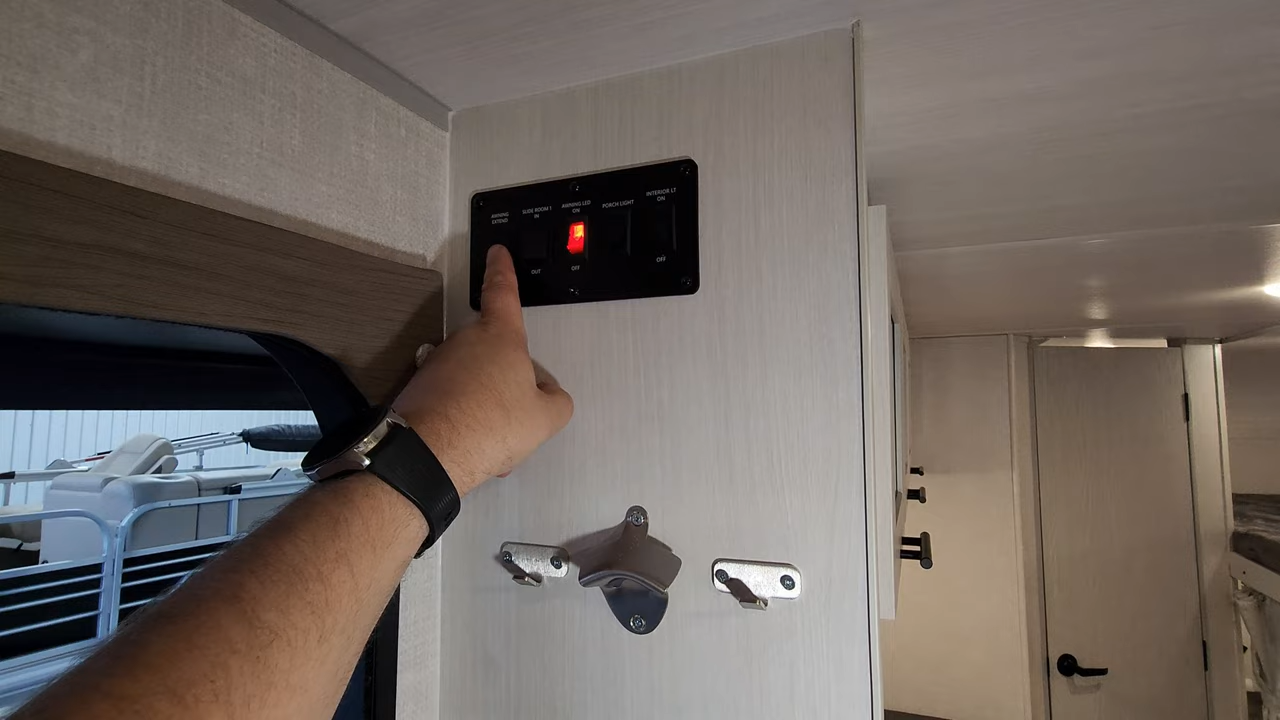 AWNING
EXTEND
SLIDE ROOM 1
IN
OUT
AWNING LED
ON
OFF
PORCH LIGHT
INTERIOR LT
ON
OFF